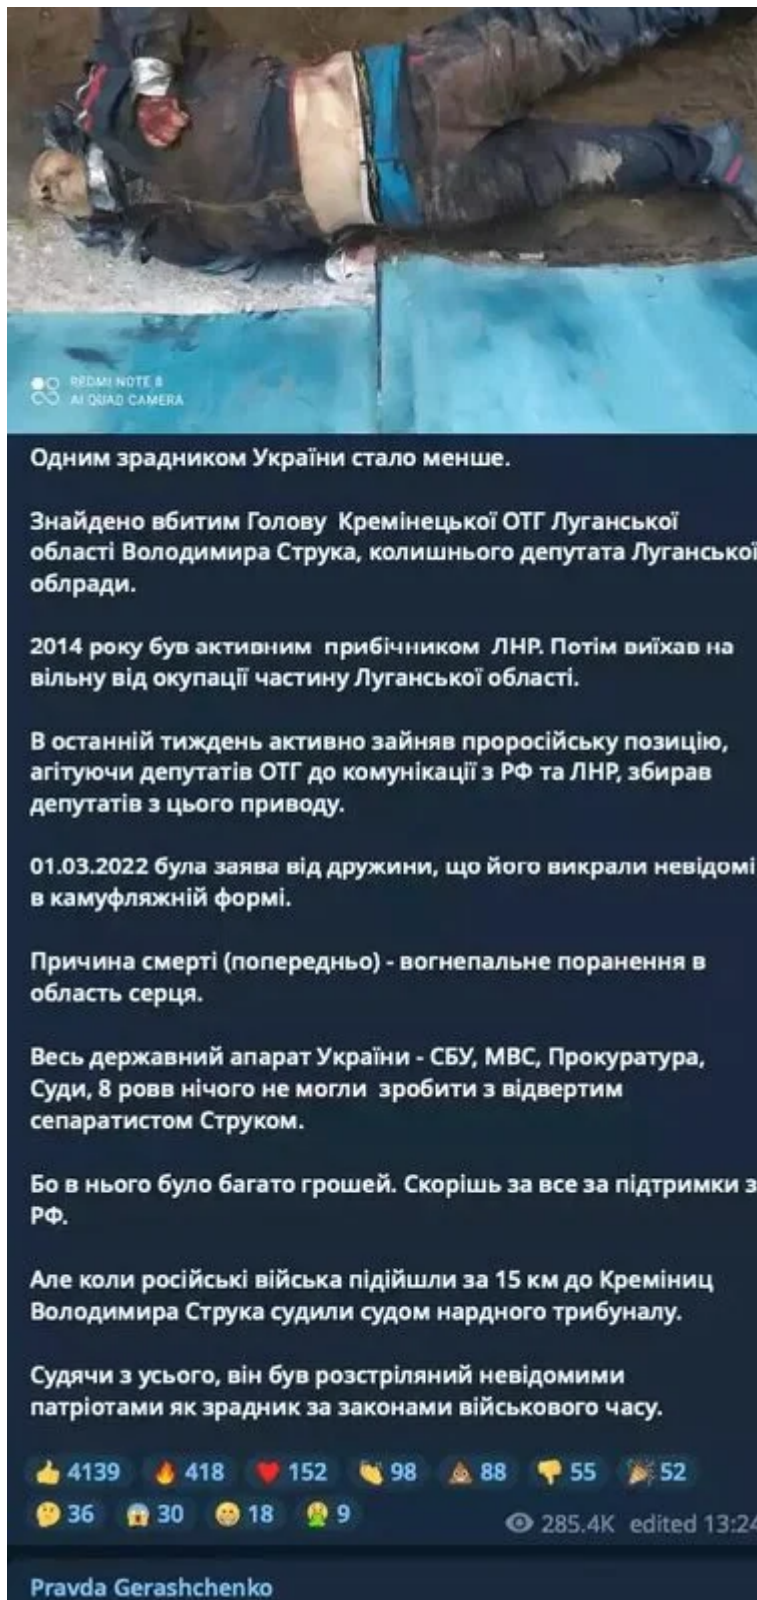 REDMI NOTE 8
AI QUAD CAMERA
Одним зрадником України стало менше.
Знайдено вбитим Голову Кремінецької ОТГ Луганської
області Володимира Струка, колишнього депутата Луганської
облради.
2014 року був активним прибічником ЛНР. Потім виїхав на
вільну від окупації частину Луганської області.
В останній тиждень активно зайняв проросійську позицію,
агітуючи депутатів ОТГ до комунікації з РФ та ЛНР, збирав
депутатів з цього приводу.
01.03.2022 була заява від дружини, що його викрали невідомі
в камуфляжній формі.
Причина смерті (попередньо) - вогнепальне поранення в
область серця.
Весь державний апарат України - СБУ, МВС, Прокуратура,
Суди, 8 ровв нічого не могли зробити з відвертим
сепаратистом Струком.
Бо в нього було багато грошей. Скорішь за все за підтримки з
РФ.
Але коли російські війська підійшли за 15 км до Креміниц
Володимира Струка судили судом нардного трибуналу.
Судячи з усього, він був розстріляний невідомими
патріотами як зрадник за законами військового часу.
4139 418 152 98 88 55 52
36 30 18 9 285.4K edited 13:24
Pravda Gerashchenko